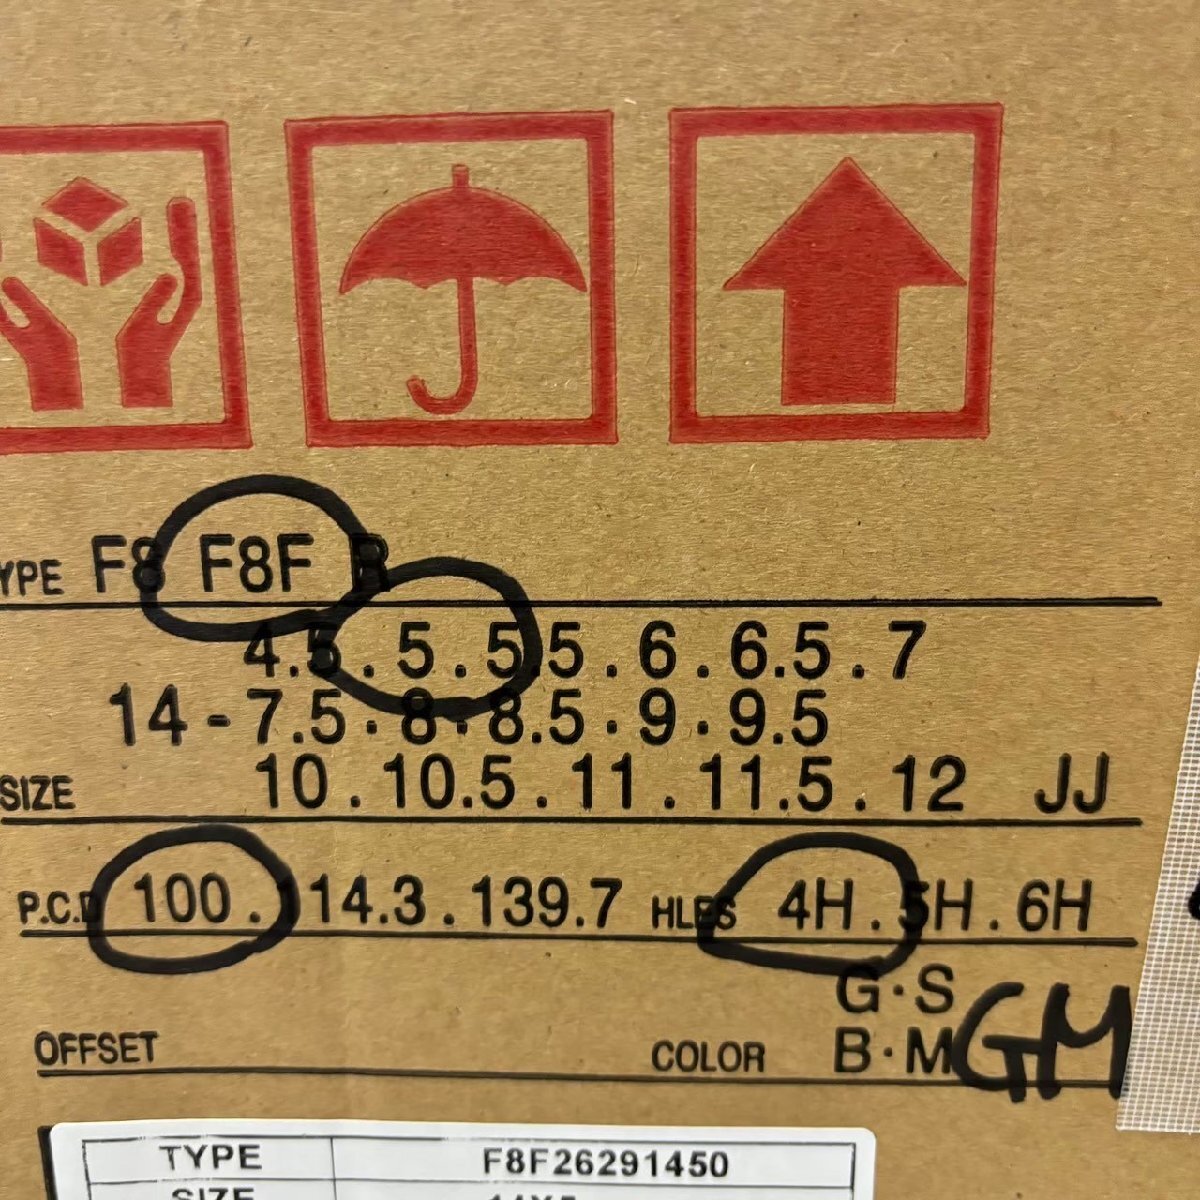 YPE F8 F8F R
4.5 . 5 . 5.5 . 6 . 6.5 . 7
14 - 7.5 . 8 . 8.5 . 9 . 9.5
SIZE 10 . 10.5 . 11 . 11.5 . 12 JJ
P.C.D 100 . 114.3 . 139.7 HLES 4H . 5H . 6H
G·S
OFFSET COLOR B·M GM
TYPE F8F26291450
SIZE